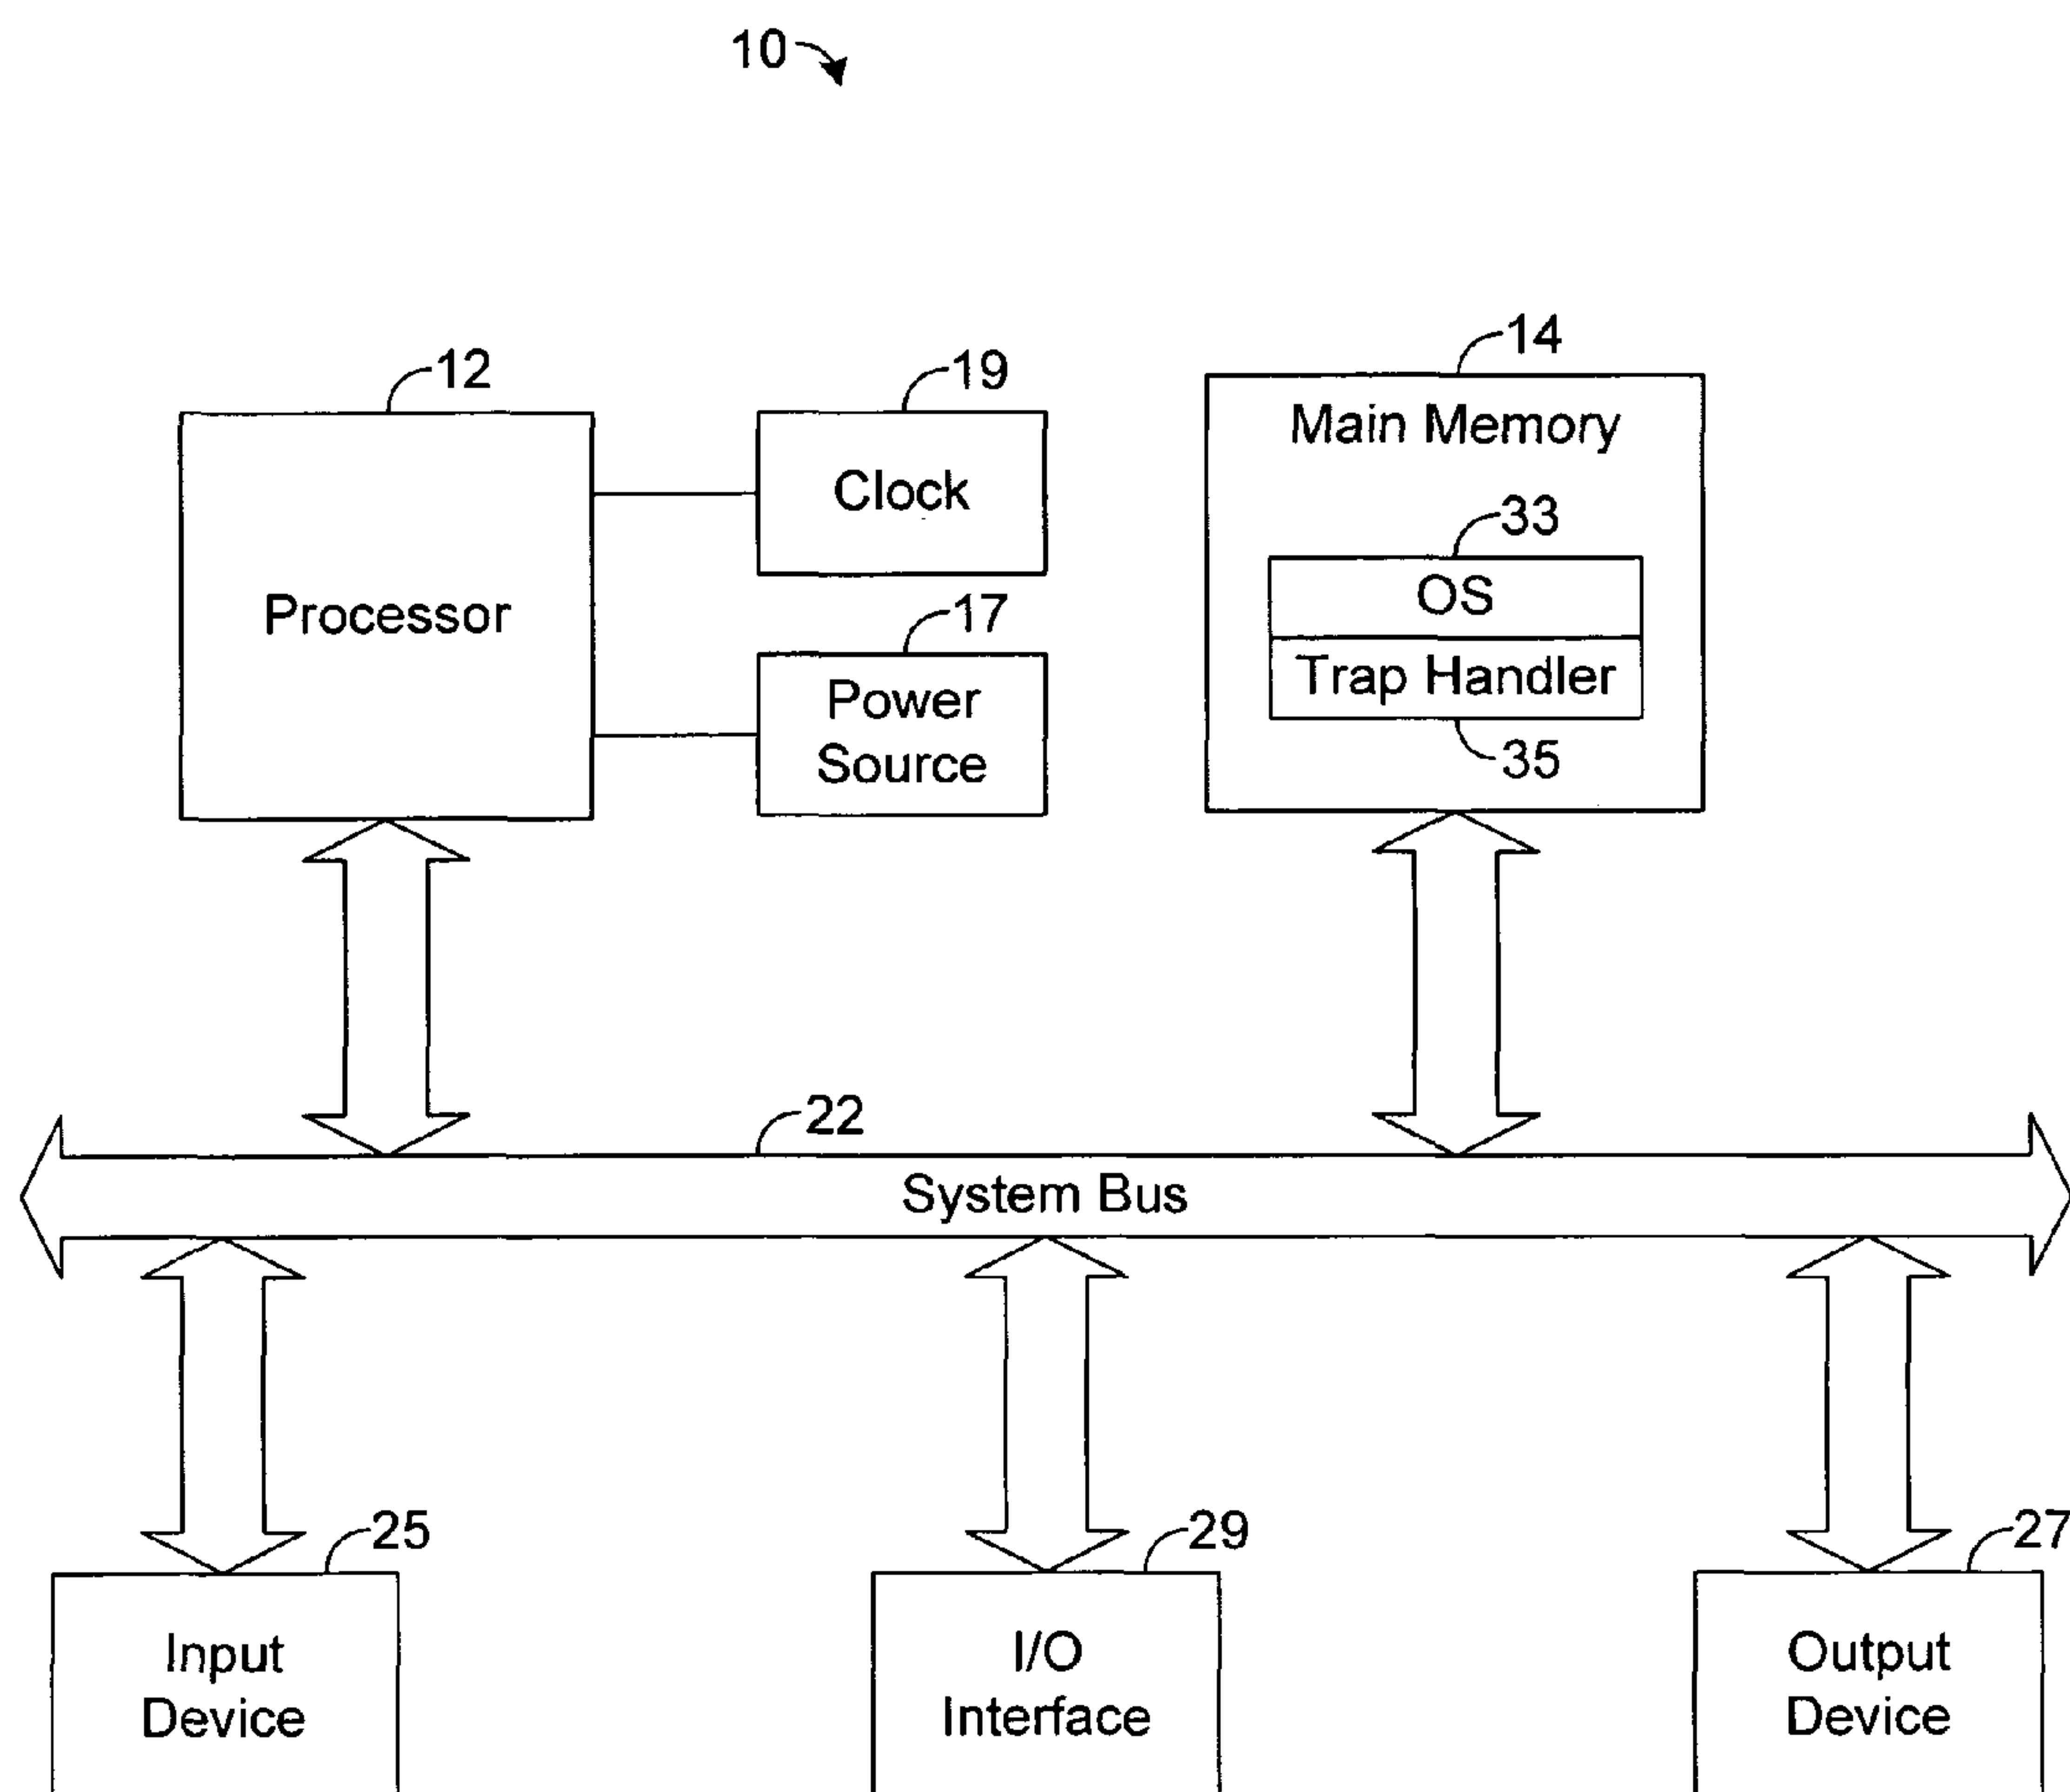 10
12
19
14
Main Memory
Clock
33
OS
Processor
17
Trap Handler
Power
Source
35
22
System Bus
25
29
27
Input
Device
I/O
Interface
Output
Device